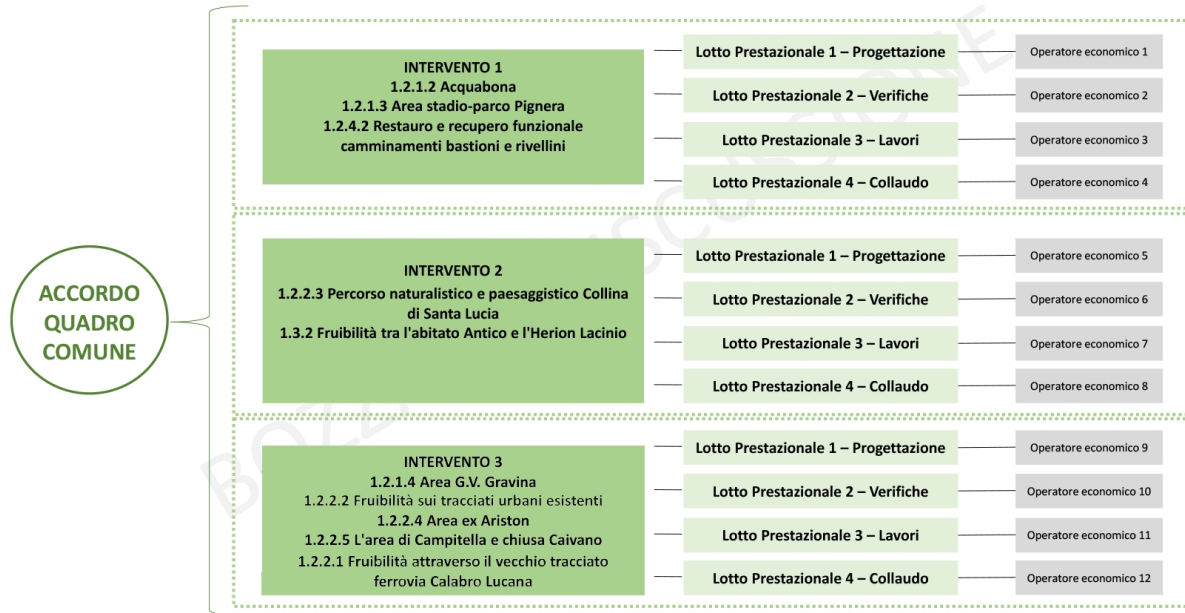 ACCORDO
QUADRO
COMUNE
INTERVENTO 1
1.2.1.2 Acquabona
1.2.1.3 Area stadio-parco Pignera
1.2.4.2 Restauro e recupero funzionale
camminamenti bastioni e rivellini
Lotto Prestazionale 1 – Progettazione
Operatore economico 1
Lotto Prestazionale 2 – Verifiche
Operatore economico 2
Lotto Prestazionale 3 – Lavori
Operatore economico 3
Lotto Prestazionale 4 – Collaudo
Operatore economico 4
INTERVENTO 2
1.2.2.3 Percorso naturalistico e paesaggistico Collina
di Santa Lucia
1.3.2 Fruibilità tra l'abitato Antico e l'Herion Lacinio
Lotto Prestazionale 1 – Progettazione
Operatore economico 5
Lotto Prestazionale 2 – Verifiche
Operatore economico 6
Lotto Prestazionale 3 – Lavori
Operatore economico 7
Lotto Prestazionale 4 – Collaudo
Operatore economico 8
INTERVENTO 3
1.2.1.4 Area G.V. Gravina
1.2.2.2 Fruibilità sui tracciati urbani esistenti
1.2.2.4 Area ex Ariston
1.2.2.5 L'area di Campitella e chiusa Caivano
1.2.2.1 Fruibilità attraverso il vecchio tracciato
ferrovia Calabro Lucana
Lotto Prestazionale 1 – Progettazione
Operatore economico 9
Lotto Prestazionale 2 – Verifiche
Operatore economico 10
Lotto Prestazionale 3 – Lavori
Operatore economico 11
Lotto Prestazionale 4 – Collaudo
Operatore economico 12